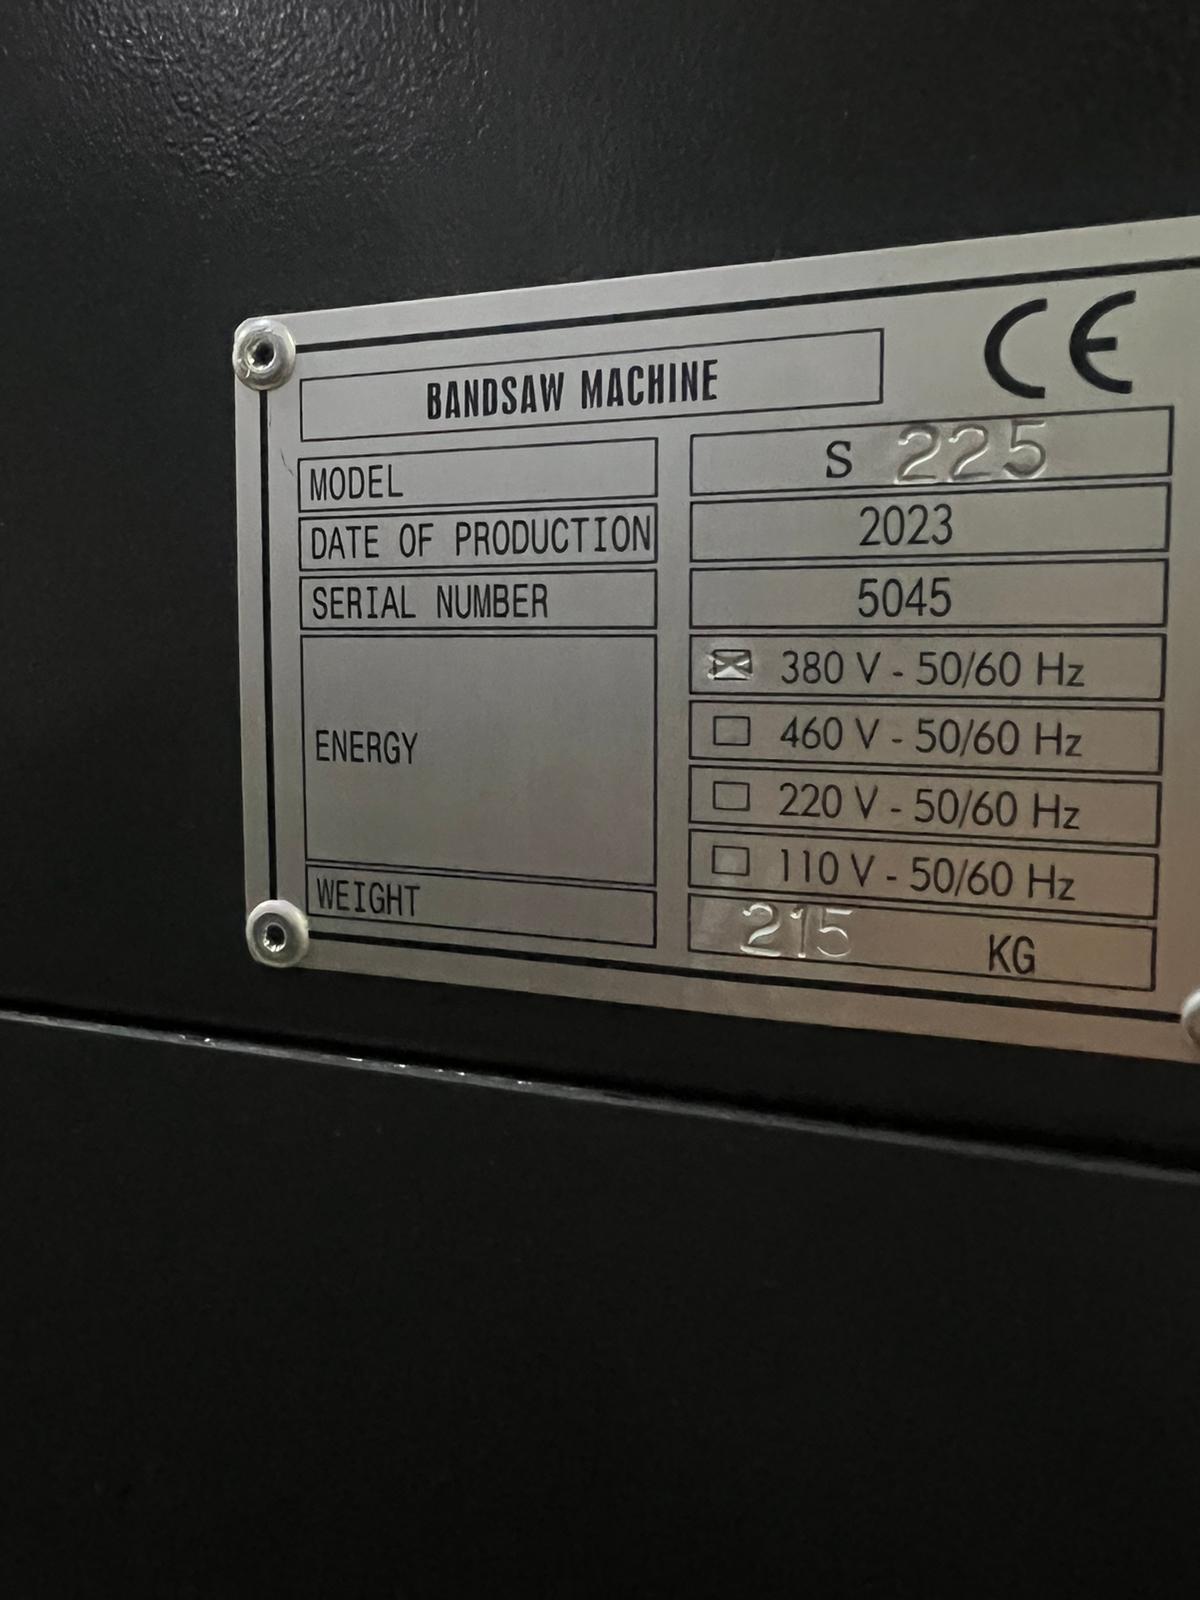 CE
BANDSAW MACHINE
MODEL S 225
DATE OF PRODUCTION 2023
SERIAL NUMBER 5045
ENERGY
☒ 380 V - 50/60 Hz
☐ 460 V - 50/60 Hz
☐ 220 V - 50/60 Hz
☐ 110 V - 50/60 Hz
WEIGHT 215 KG